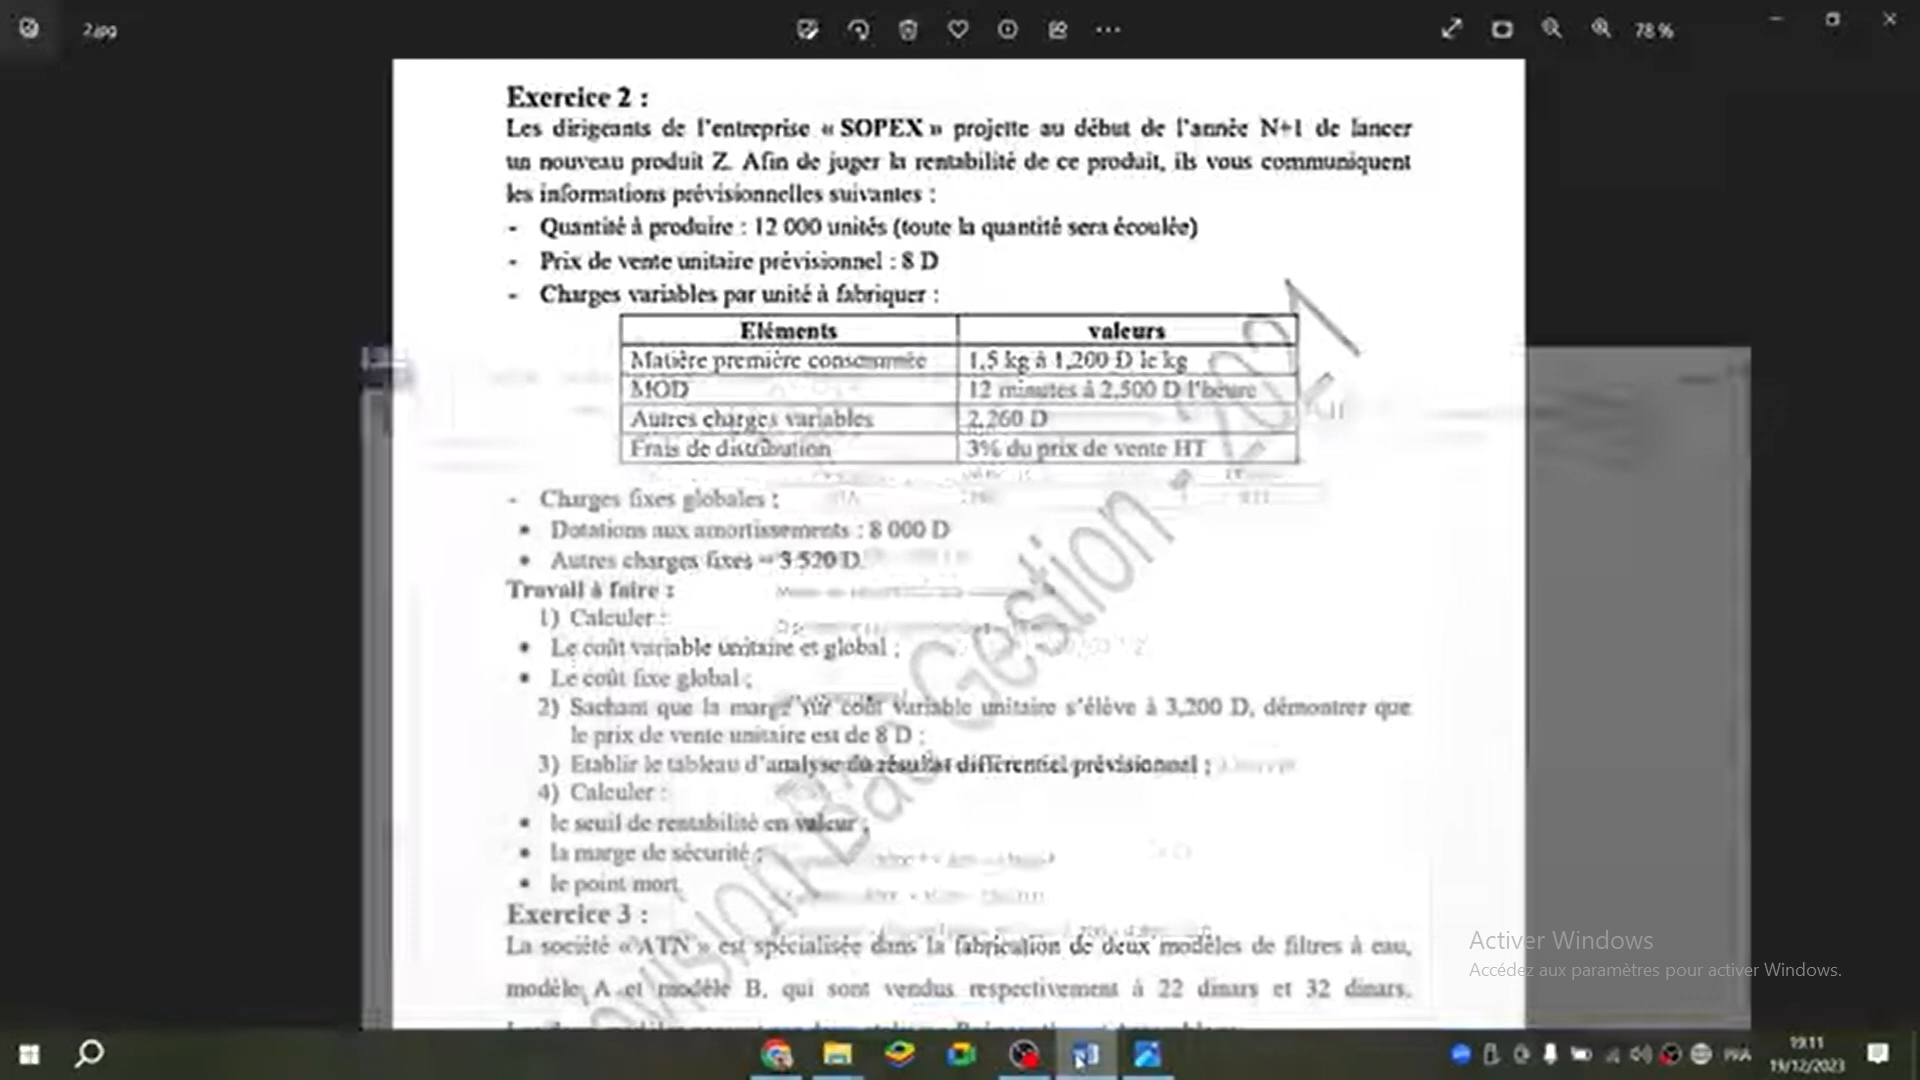 2.jpg
78 %
Exercice 2 :
Les dirigeants de l'entreprise « SOPEX » projette au début de l'année N+1 de lancer
un nouveau produit Z. Afin de juger la rentabilité de ce produit, ils vous communiquent
les informations prévisionnelles suivantes :
- Quantité à produire : 12 000 unités (toute la quantité sera écoulée)
- Prix de vente unitaire prévisionnel : 8 D
- Charges variables par unité à fabriquer :
Eléments valeurs
Matière première consommée 1,5 kg à 1,200 D le kg
MOD 12 minutes à 2,500 D l'heure
Autres charges variables 2,260 D
Frais de distribution 3% du prix de vente HT
- Charges fixes globales :
• Dotations aux amortissements : 8 000 D
• Autres charges fixes = 3 520 D.
Travail à faire :
1) Calculer :
• Le coût variable unitaire et global ;
• Le coût fixe global ;
2) Sachant que la marge sur coût variable unitaire s'élève à 3,200 D, démontrer que
le prix de vente unitaire est de 8 D ;
3) Etablir le tableau d'analyse du résultat différentiel prévisionnel ;
4) Calculer :
• le seuil de rentabilité en valeur ;
• la marge de sécurité ;
• le point mort.
Exercice 3 :
La société « ATN » est spécialisée dans la fabrication de deux modèles de filtres à eau,
modèle A et modèle B, qui sont vendus respectivement à 22 dinars et 32 dinars.
Révision Bac Gestion - 2021
Activer Windows
Accédez aux paramètres pour activer Windows.
FRA
19:11
19/12/2023